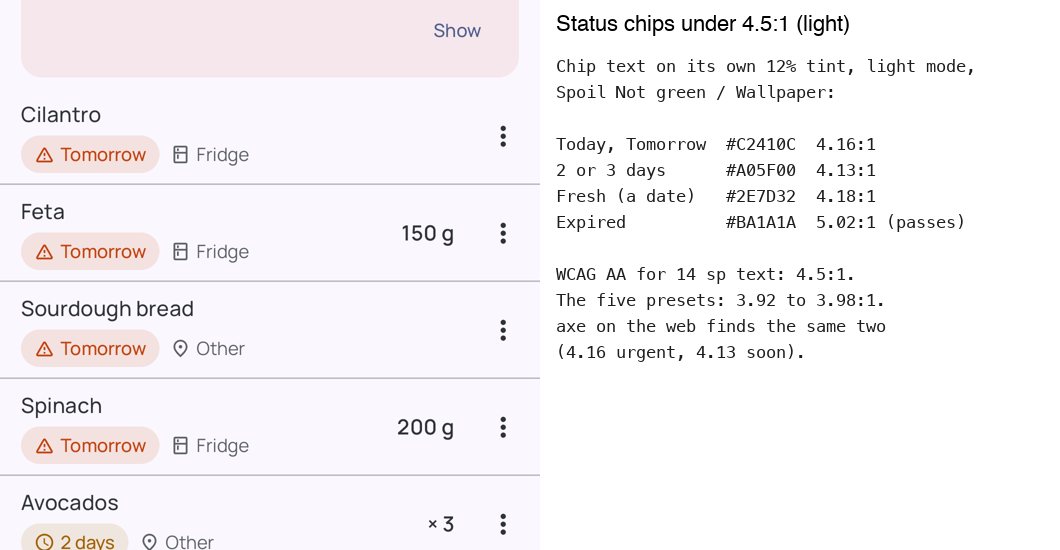 Show
Cilantro
Tomorrow Fridge
Feta
Tomorrow Fridge
150 g
Sourdough bread
Tomorrow Other
Spinach
Tomorrow Fridge
200 g
Avocados
2 days Other
× 3
Status chips under 4.5:1 (light)
Chip text on its own 12% tint, light mode,
Spoil Not green / Wallpaper:
Today, Tomorrow #C2410C 4.16:1
2 or 3 days #A05F00 4.13:1
Fresh (a date) #2E7D32 4.18:1
Expired #BA1A1A 5.02:1 (passes)
WCAG AA for 14 sp text: 4.5:1.
The five presets: 3.92 to 3.98:1.
axe on the web finds the same two
(4.16 urgent, 4.13 soon).